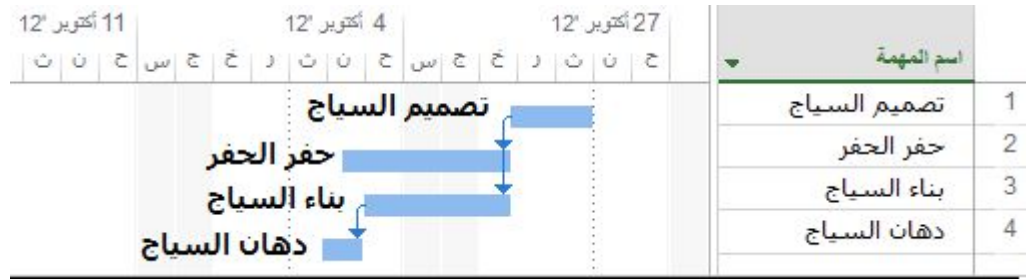 27 أكتوبر '12
4 أكتوبر '12
11 أكتوبر '12
ح ن ث ر خ ج س ح ن ث ر خ ج س ح ن ث
اسم المهمة
1 تصميم السياج
2 حفر الحفر
3 بناء السياج
4 دهان السياج
تصميم السياج
حفر الحفر
بناء السياج
دهان السياج